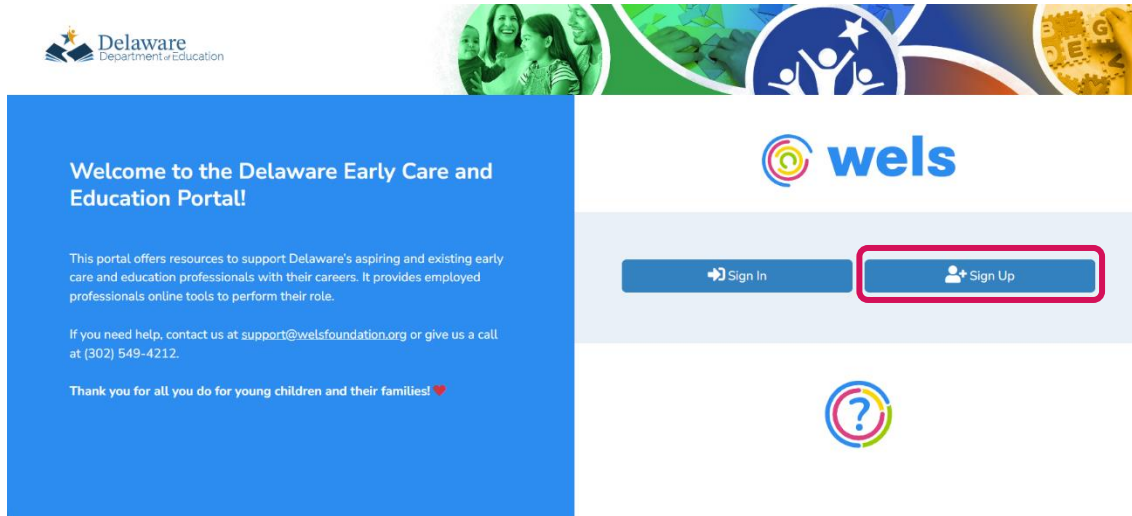 Delaware
Department of Education
B G
D E
Z
wels
Welcome to the Delaware Early Care and
Education Portal!
This portal offers resources to support Delaware's aspiring and existing early
care and education professionals with their careers. It provides employed
professionals online tools to perform their role.
If you need help, contact us at support@welsfoundation.org or give us a call
at (302) 549-4212.
Thank you for all you do for young children and their families!
Sign In
Sign Up
?